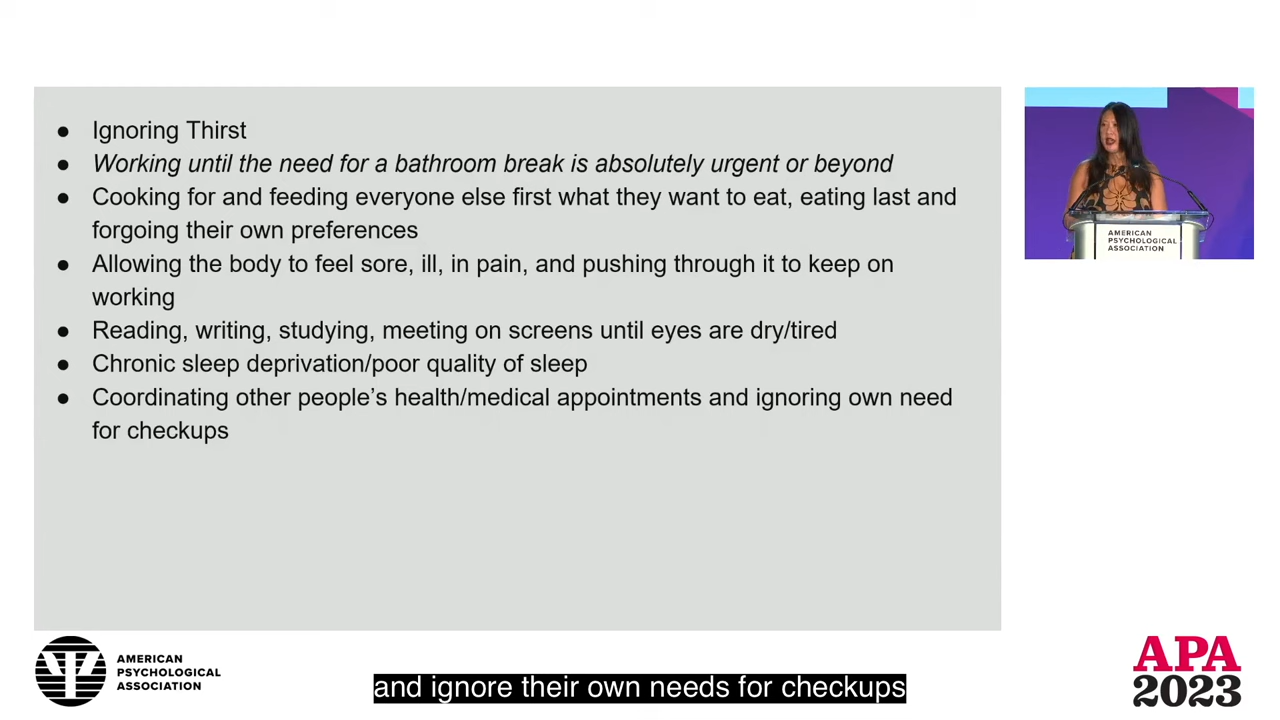 ● Ignoring Thirst
● Working until the need for a bathroom break is absolutely urgent or beyond
● Cooking for and feeding everyone else first what they want to eat, eating last and
forgoing their own preferences
● Allowing the body to feel sore, ill, in pain, and pushing through it to keep on
working
● Reading, writing, studying, meeting on screens until eyes are dry/tired
● Chronic sleep deprivation/poor quality of sleep
● Coordinating other people’s health/medical appointments and ignoring own need
for checkups
AMERICAN
PSYCHOLOGICAL
ASSOCIATION
AMERICAN
PSYCHOLOGICAL
ASSOCIATION
and ignore their own needs for checkups
APA
2023